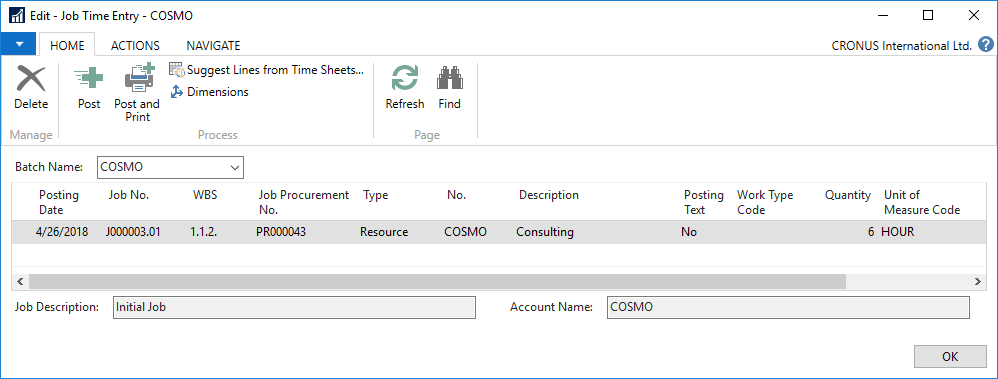 Edit - Job Time Entry - COSMO
HOME ACTIONS NAVIGATE CRONUS International Ltd. ?
Delete
Post
Post and Print
Suggest Lines from Time Sheets...
Dimensions
Refresh
Find
Manage Process Page
Batch Name: COSMO
Posting Date Job No. WBS Job Procurement No. Type No. Description Posting Text Work Type Code Quantity Unit of Measure Code
4/26/2018 J000003.01 1.1.2. PR000043 Resource COSMO Consulting No 6 HOUR
Job Description: Initial Job Account Name: COSMO
OK